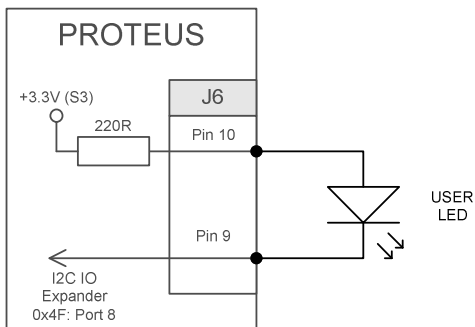 PROTEUS
+3.3V (S3)
J6
220R
Pin 10
USER
LED
Pin 9
I2C IO
Expander
0x4F: Port 8